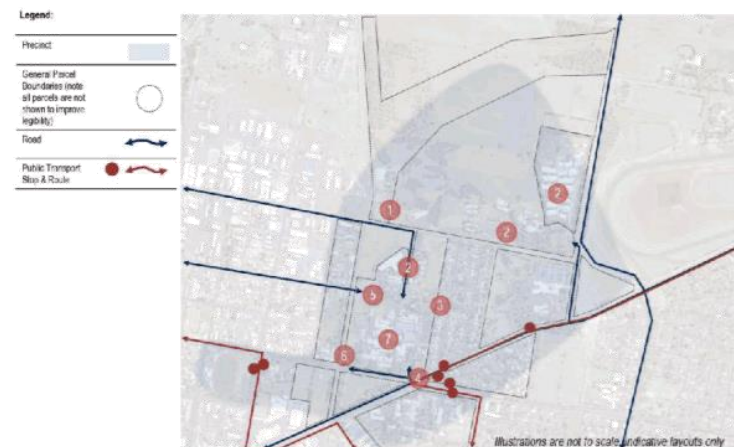 Legend:
Precinct
General Parcel
Boundaries (note
all parcels are not
shown to improve
legibility)
Road
Public Transport
Stop & Route
1
2
2
2
5
3
7
6
4
Illustrations are not to scale, indicative layouts only